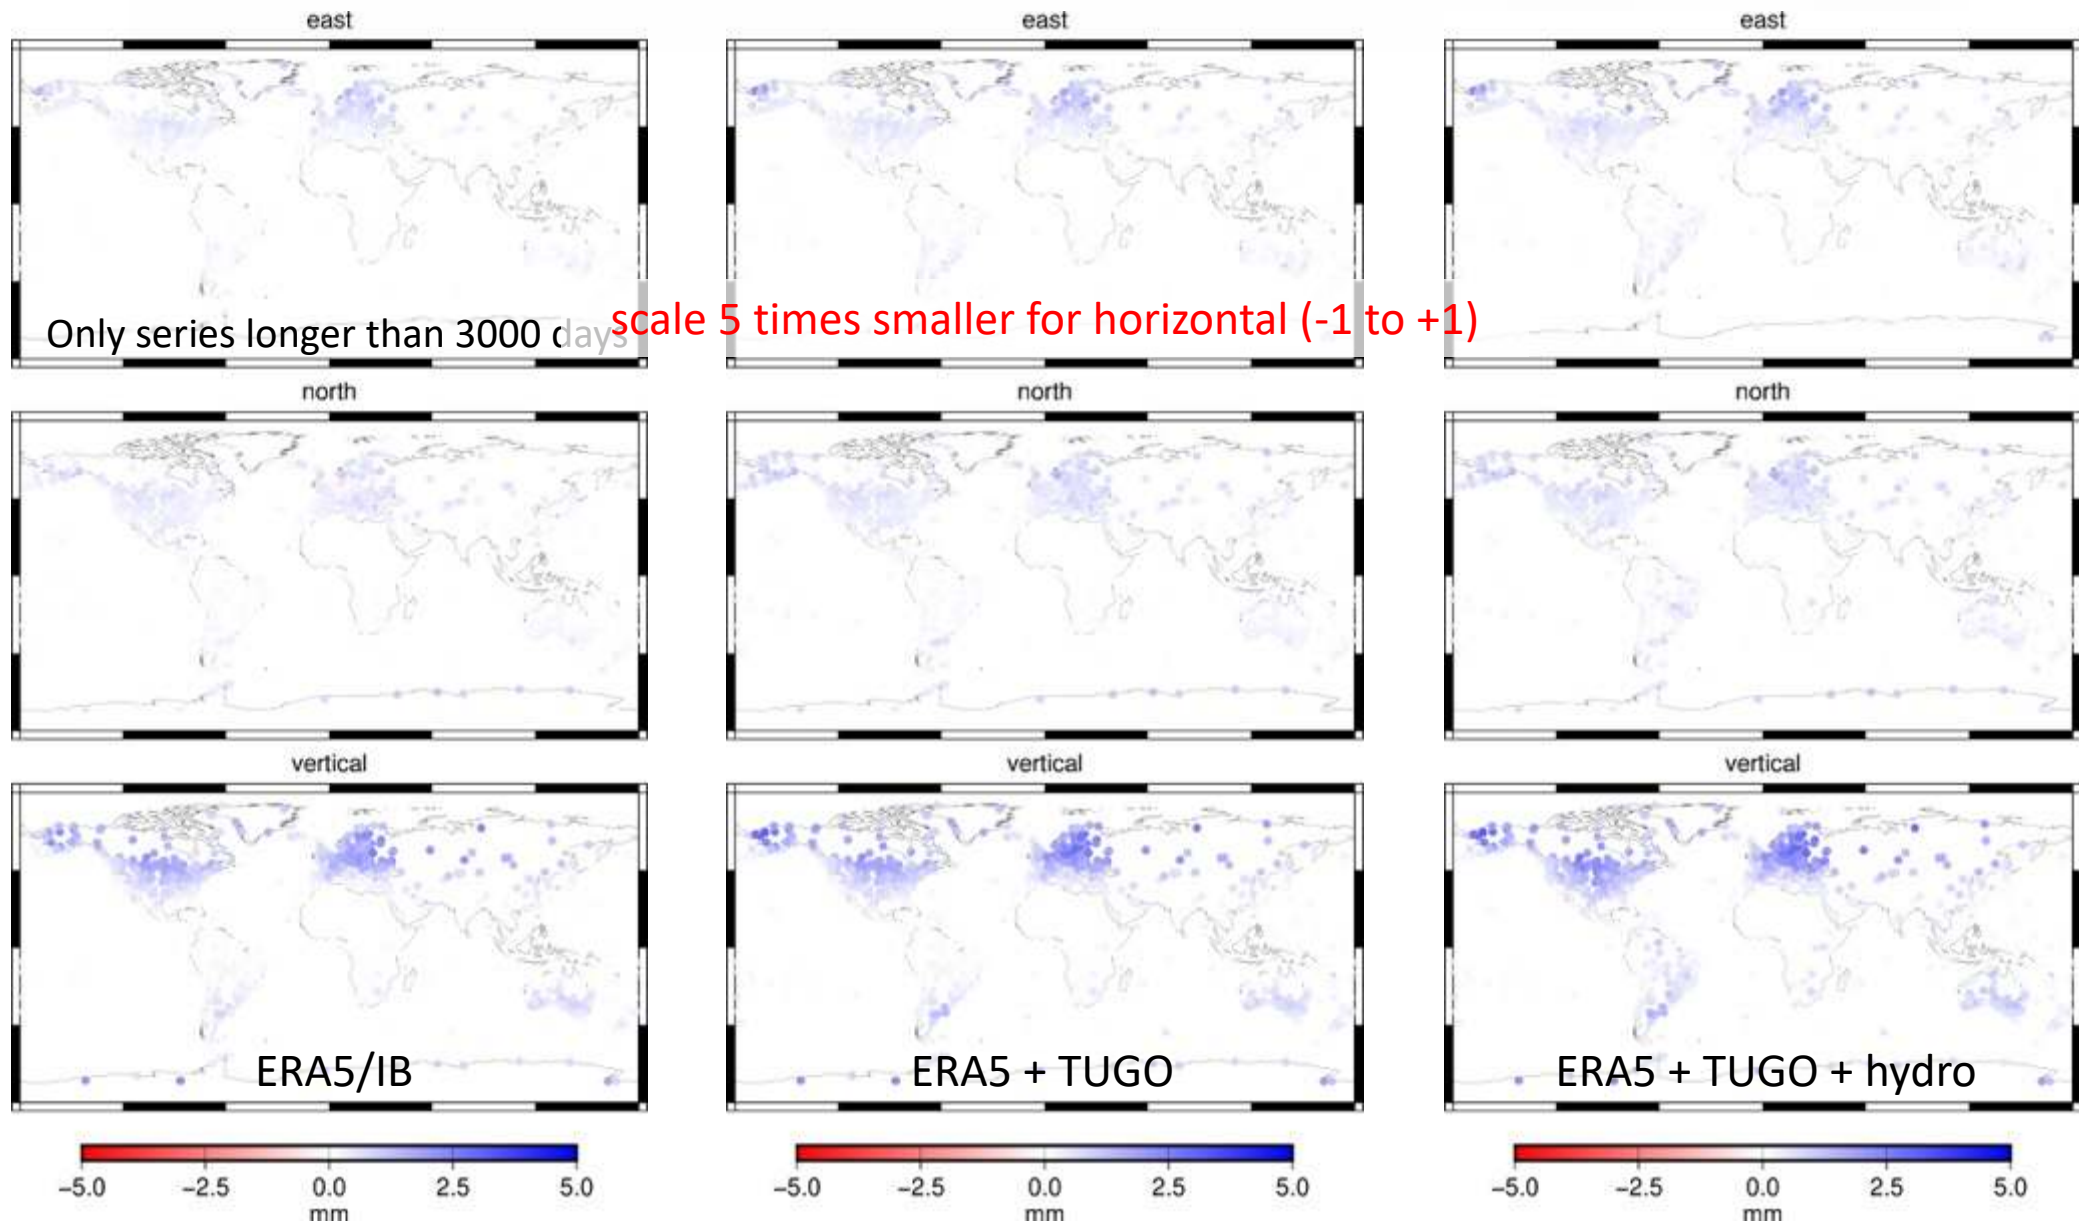 east east east
Only series longer than 3000 days scale 5 times smaller for horizontal (-1 to +1)
north north north
vertical vertical vertical
ERA5/IB ERA5 + TUGO ERA5 + TUGO + hydro
−5.0 −2.5 0.0 2.5 5.0 −5.0 −2.5 0.0 2.5 5.0 −5.0 −2.5 0.0 2.5 5.0
mm mm mm